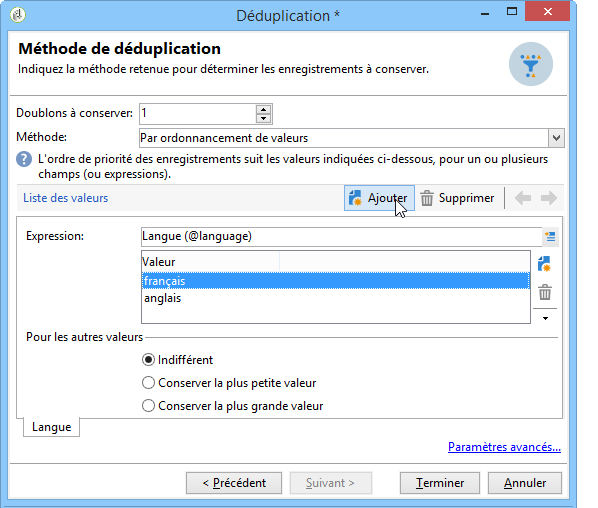 Déduplication *
Méthode de déduplication
Indiquez la méthode retenue pour déterminer les enregistrements à conserver.
Doublons à conserver: 1
Méthode: Par ordonnancement de valeurs
L'ordre de priorité des enregistrements suit les valeurs indiquées ci-dessous, pour un ou plusieurs
champs (ou expressions).
Liste des valeurs Ajouter Supprimer
Expression: Langue (@language)
Valeur
français
anglais
Pour les autres valeurs
Indifférent
Conserver la plus petite valeur
Conserver la plus grande valeur
Langue
Paramètres avancés...
< Précédent Suivant > Terminer Annuler